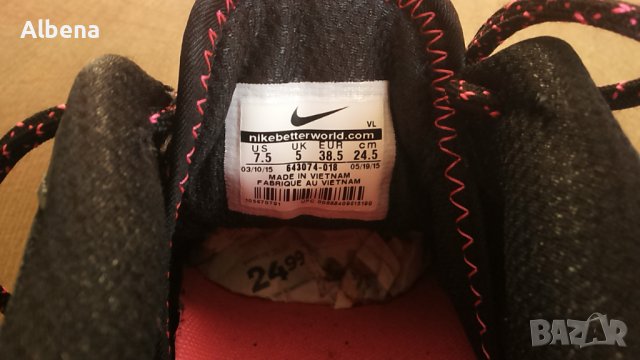 Albena
VL
nikebetterworld.com
US UK EUR cm
7.5 5 38.5 24.5
03/10/15 643074-018 05/19/15
MADE IN VIETNAM
FABRIQUE AU VIETNAM
24,99
BAZAR